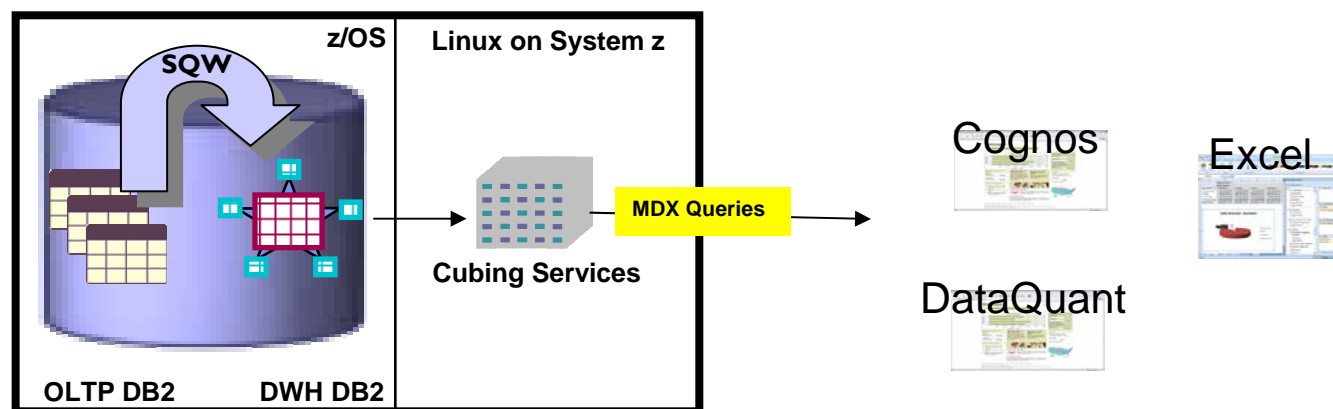 z/OS
Linux on System z
SQW
Cognos
Excel
MDX Queries
Cubing Services
DataQuant
OLTP DB2
DWH DB2